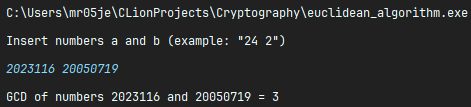 C:\Users\mr05je\CLionProjects\Cryptography\euclidean_algorithm.exe
Insert numbers a and b (example: "24 2")
2023116 20050719
GCD of numbers 2023116 and 20050719 = 3